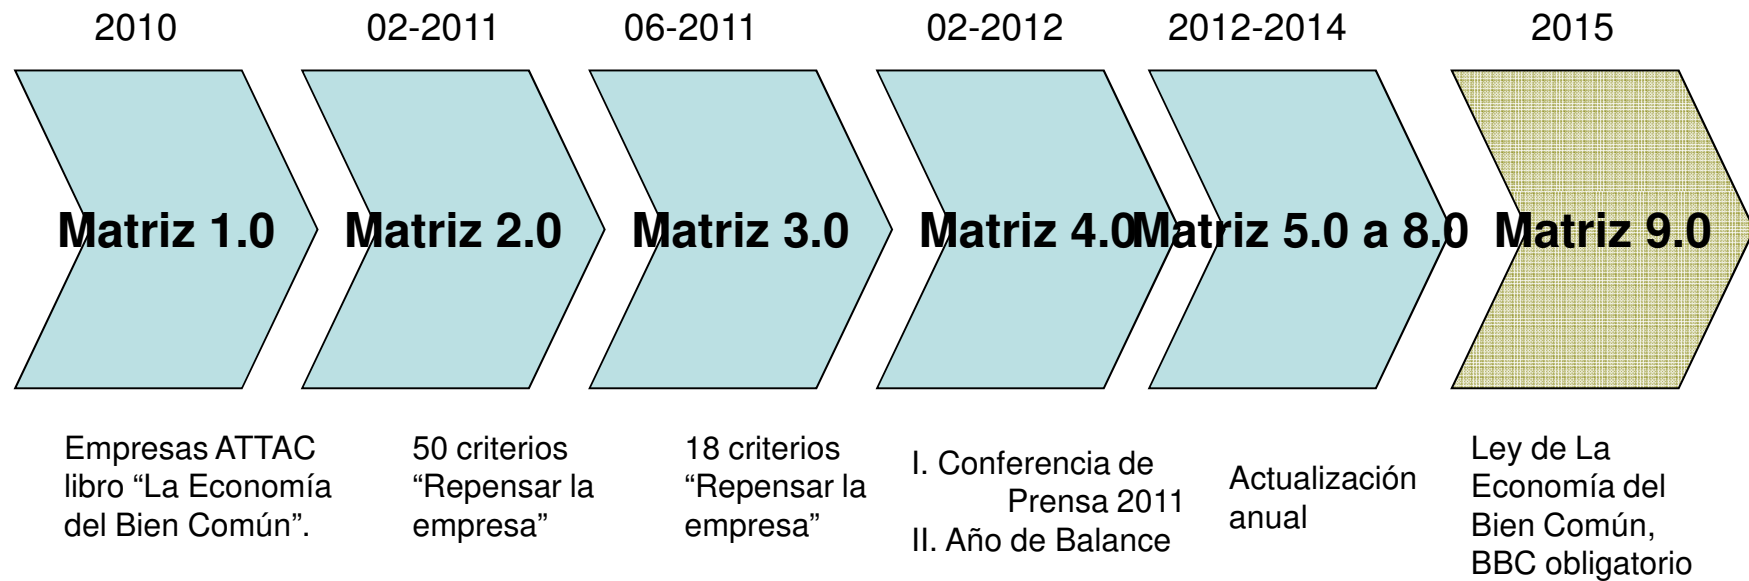 2010
02-2011
06-2011
02-2012
2012-2014
2015
Matriz 1.0
Matriz 2.0
Matriz 3.0
Matriz 4.0
Matriz 5.0 a 8.0
Matriz 9.0
Empresas ATTAC
libro “La Economía
del Bien Común”.
50 criterios
“Repensar la
empresa”
18 criterios
“Repensar la
empresa”
I. Conferencia de
Prensa 2011
II. Año de Balance
Actualización
anual
Ley de La
Economía del
Bien Común,
BBC obligatorio